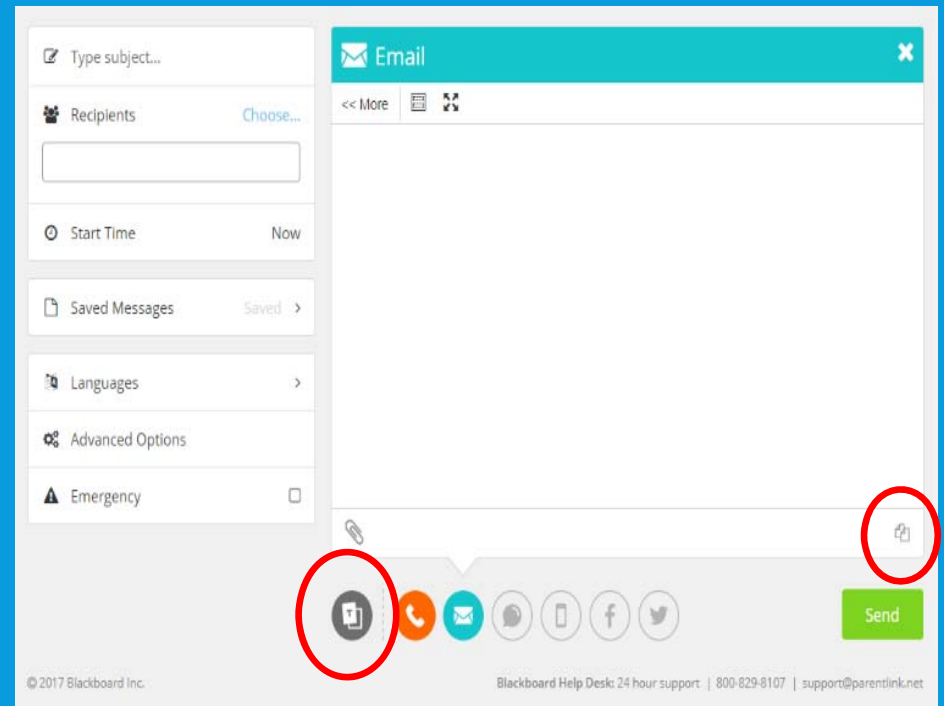 Type subject...
Recipients Choose...
Start Time Now
Saved Messages Saved >
Languages >
Advanced Options
Emergency
Email
<< More
T
f
Send
© 2017 Blackboard Inc.
Blackboard Help Desk: 24 hour support | 800-829-8107 | support@parentlink.net